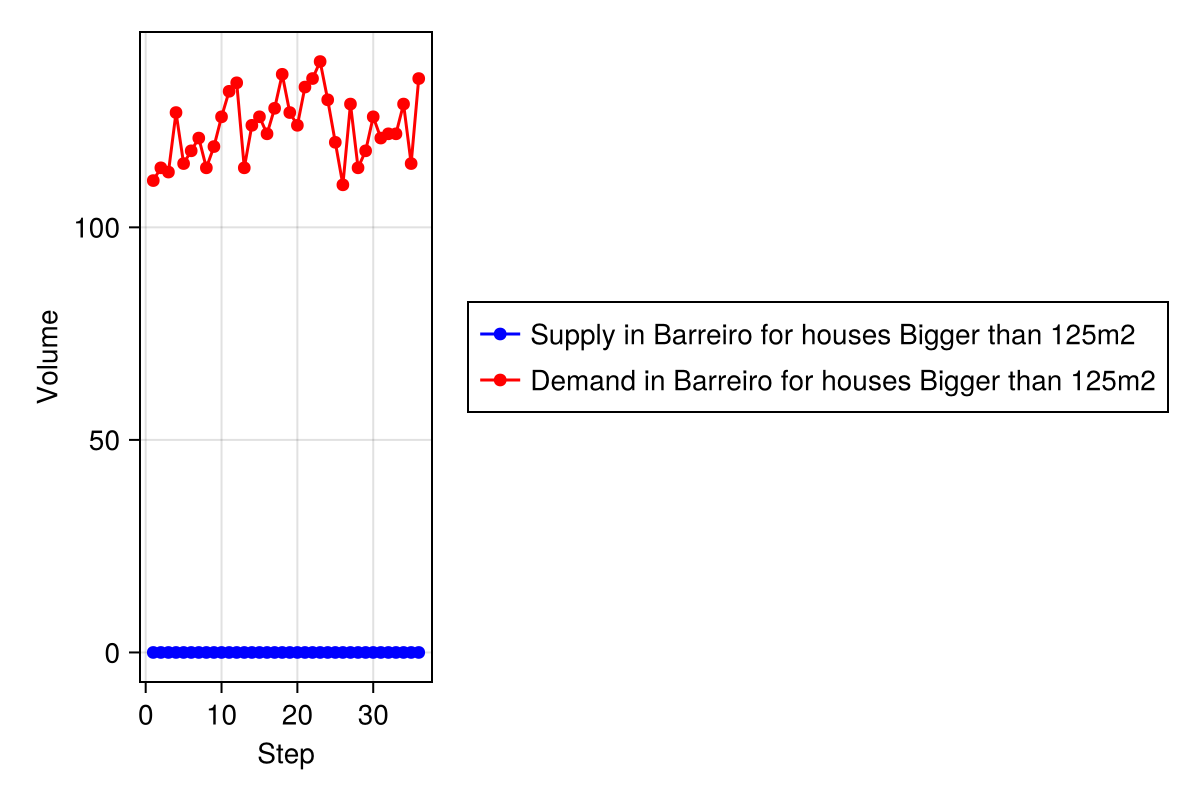 100
50
0
Volume
0 10 20 30
Step
Supply in Barreiro for houses Bigger than 125m2
Demand in Barreiro for houses Bigger than 125m2